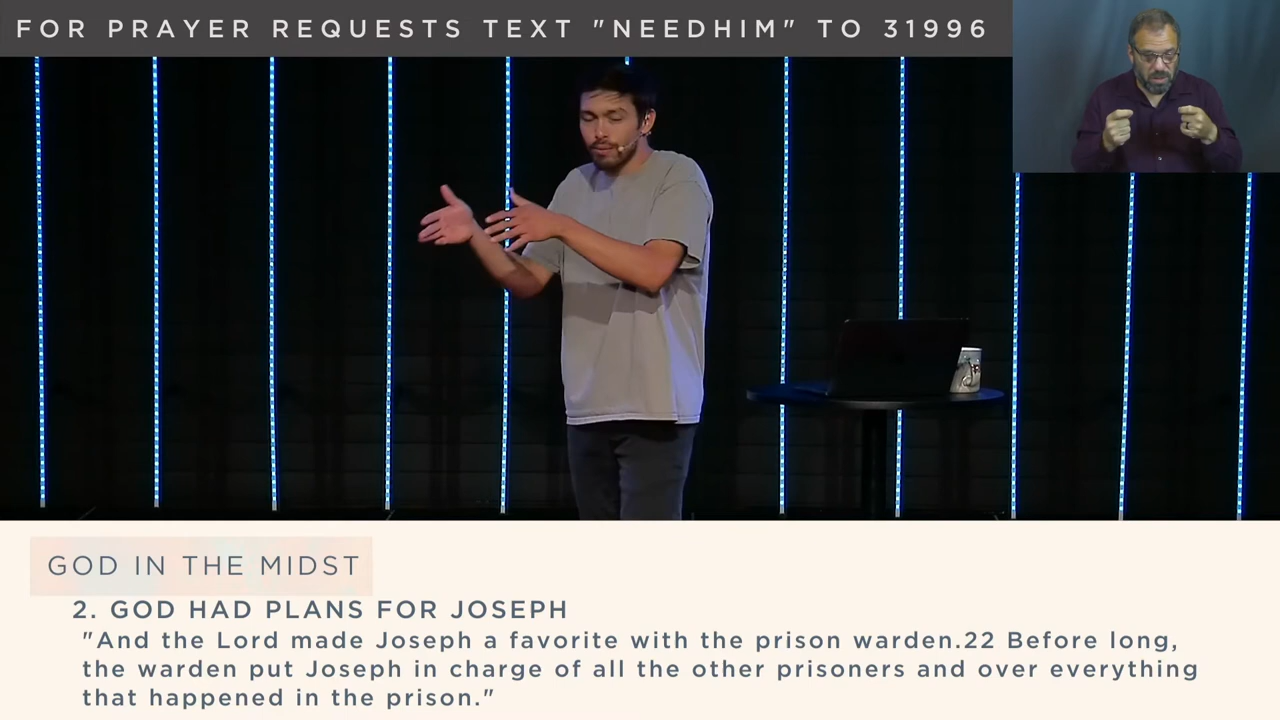 FOR PRAYER REQUESTS TEXT "NEEDHIM" TO 31996
GOD IN THE MIDST
2. GOD HAD PLANS FOR JOSEPH
"And the Lord made Joseph a favorite with the prison warden.22 Before long,
the warden put Joseph in charge of all the other prisoners and over everything
that happened in the prison."